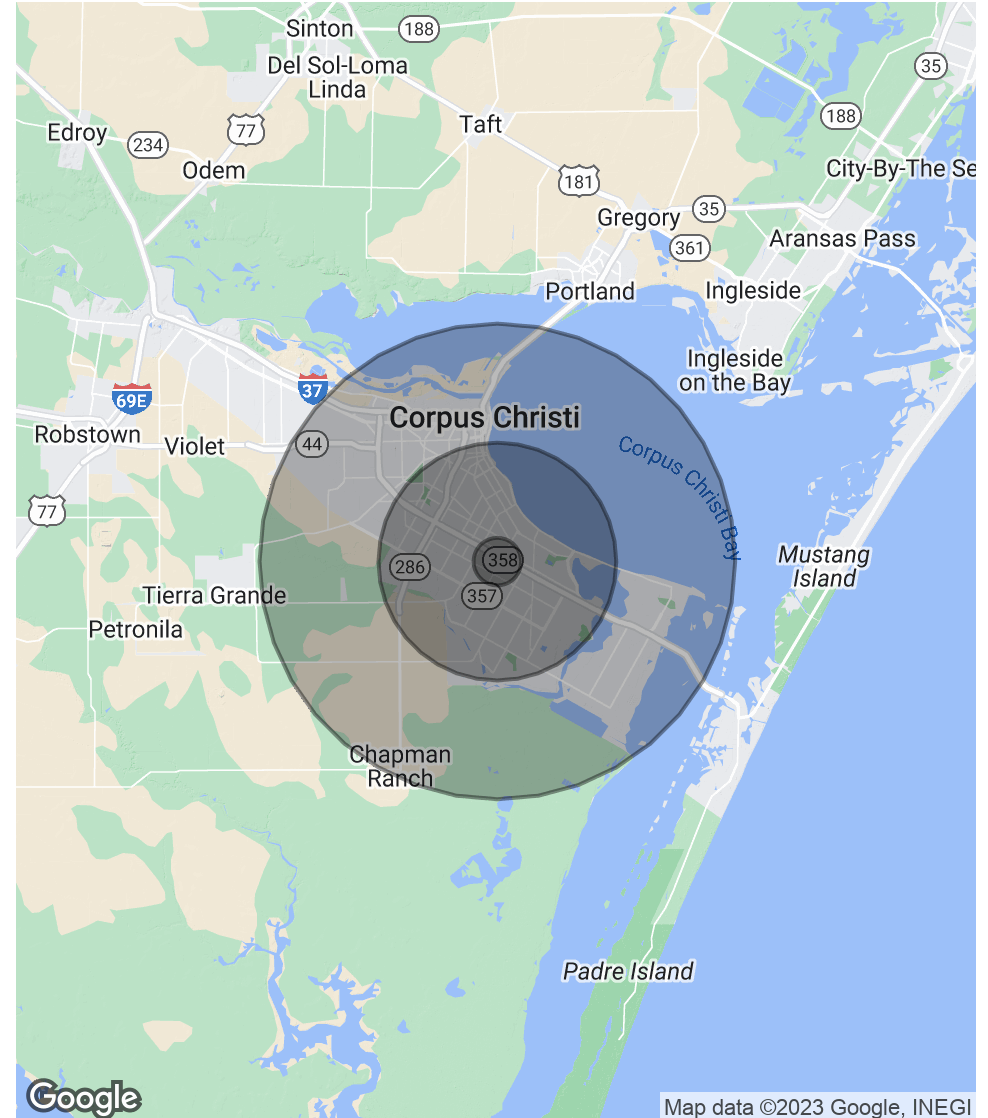 Sinton
188
Del Sol-Loma
Linda
35
77
188
Edroy
234
Taft
Odem
181
City-By-The Se
Gregory
35
361
Aransas Pass
Portland
Ingleside
Ingleside
on the Bay
37
69E
Corpus Christi
Robstown
Violet
44
Corpus Christi Bay
77
Mustang
Island
286
358
357
Tierra Grande
Petronila
Chapman
Ranch
Padre Island
Google
Map data ©2023 Google, INEGI